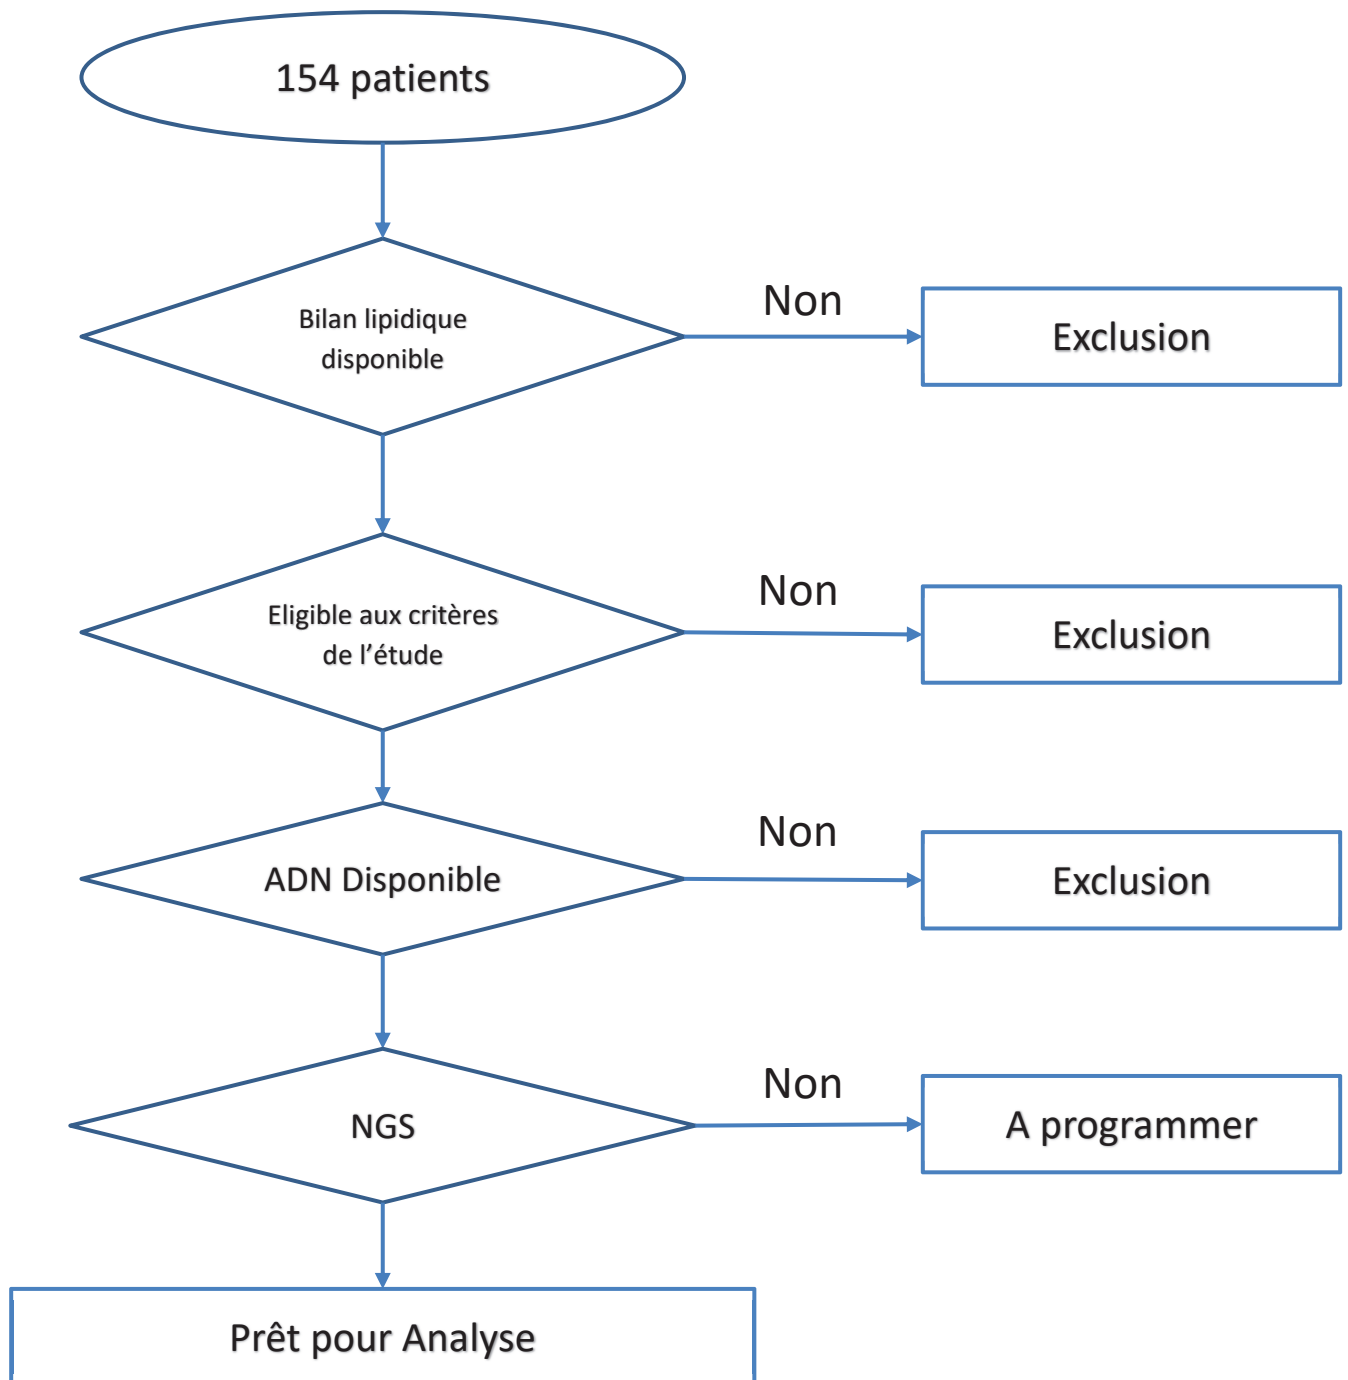 154 patients
Non
Bilan lipidique
disponible
Exclusion
Non
Eligible aux critères
de l’étude
Exclusion
Non
ADN Disponible
Exclusion
Non
NGS
A programmer
Prêt pour Analyse